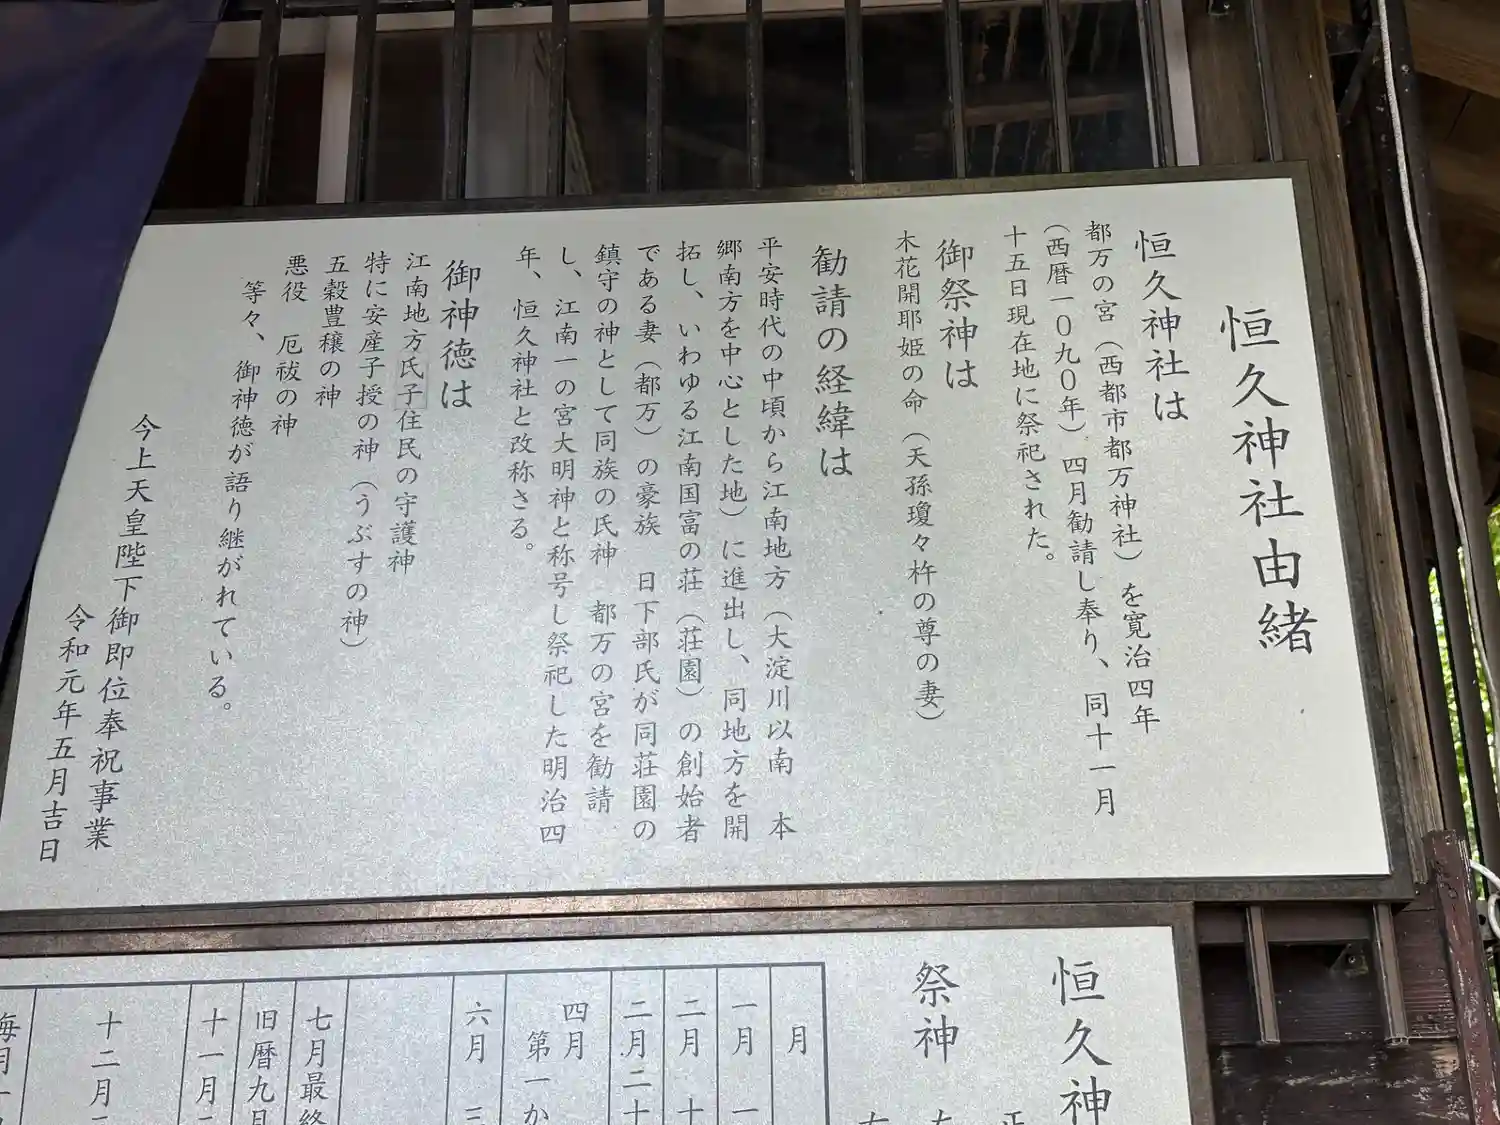 恒久神社由緒
恒久神社は
都万の宮（西都市都万神社）を寛治四年
（西暦一０九０年）四月勧請し奉り、同十一月
十五日現在地に祭祀された。
御祭神は
木花開耶姫の命（天孫瓊々杵の尊の妻）
勧請の経緯は
平安時代の中頃から江南地方（大淀川以南　本
郷南方を中心とした地）に進出し、同地方を開
拓し、いわゆる江南国富の荘（荘園）の創始者
である妻（都万）の豪族　日下部氏が同荘園の
鎮守の神として同族の氏神　都万の宮を勧請
し、江南一の宮大明神と称号し祭祀した明治四
年、恒久神社と改称さる。
御神徳は
江南地方氏子住民の守護神
特に安産子授の神（うぶすの神）
五穀豊穣の神
悪役　厄祓の神
等々、御神徳が語り継がれている。
今上天皇陛下御即位奉祝事業
令和元年五月吉日
恒久神
祭神
月
一月　一
二月　十
二月二十
四月
第一か
六月　三
七月最終
旧暦九月
十一月二
十二月
毎月一